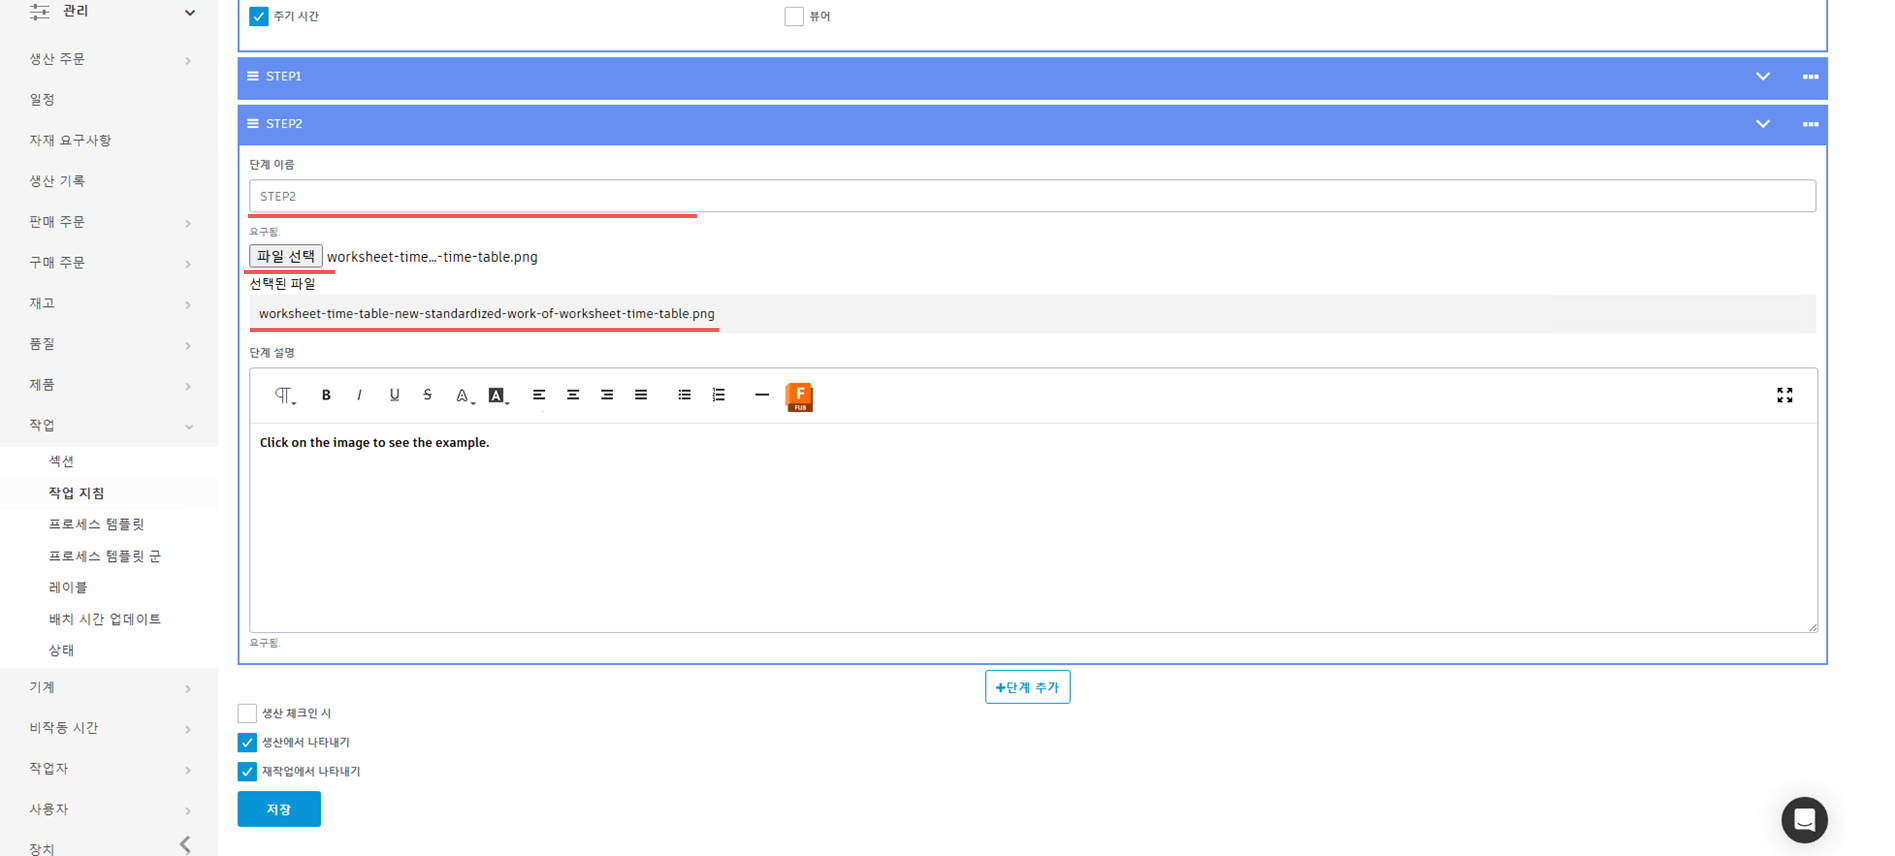 관리
생산 주문
일정
자재 요구사항
생산 기록
판매 주문
구매 주문
재고
품질
제품
작업
섹션
작업 지침
프로세스 템플릿
프로세스 템플릿 군
레이블
배치 시간 업데이트
상태
기계
비작동 시간
작업자
사용자
장치
주기 시간
뷰어
STEP1
STEP2
단계 이름
STEP2
요구됨.
파일 선택 worksheet-time...-time-table.png
선택된 파일
worksheet-time-table-new-standardized-work-of-worksheet-time-table.png
단계 설명
B I U S A A F FUS
Click on the image to see the example.
요구됨.
+단계 추가
생산 체크인 시
생산에서 나타내기
재작업에서 나타내기
저장